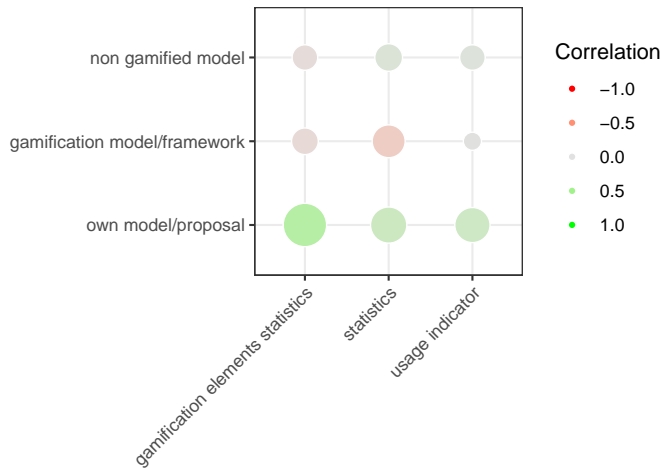 non gamified model
gamification model/framework
own model/proposal
gamification elements statistics
statistics
usage indicator
Correlation
−1.0
−0.5
0.0
0.5
1.0